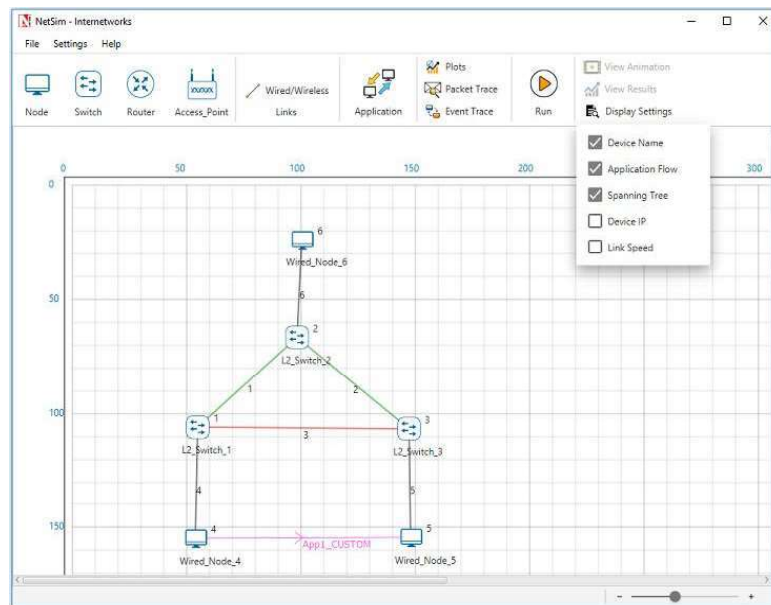 NetSim - Internetworks
File Settings Help
Node
Switch
Router
Access_Point
Wired/Wireless
Links
Application
Plots
Packet Trace
Event Trace
Run
View Animation
View Results
Display Settings
Device Name
Application Flow
Spanning Tree
Device IP
Link Speed
0 50 100 150 300
0
50
100
150
6
Wired_Node_6
6
2
L2_Switch_2
1
2
1
L2_Switch_1
3
3
L2_Switch_3
4
5
4
Wired_Node_4
App1_CUSTOM
5
Wired_Node_5